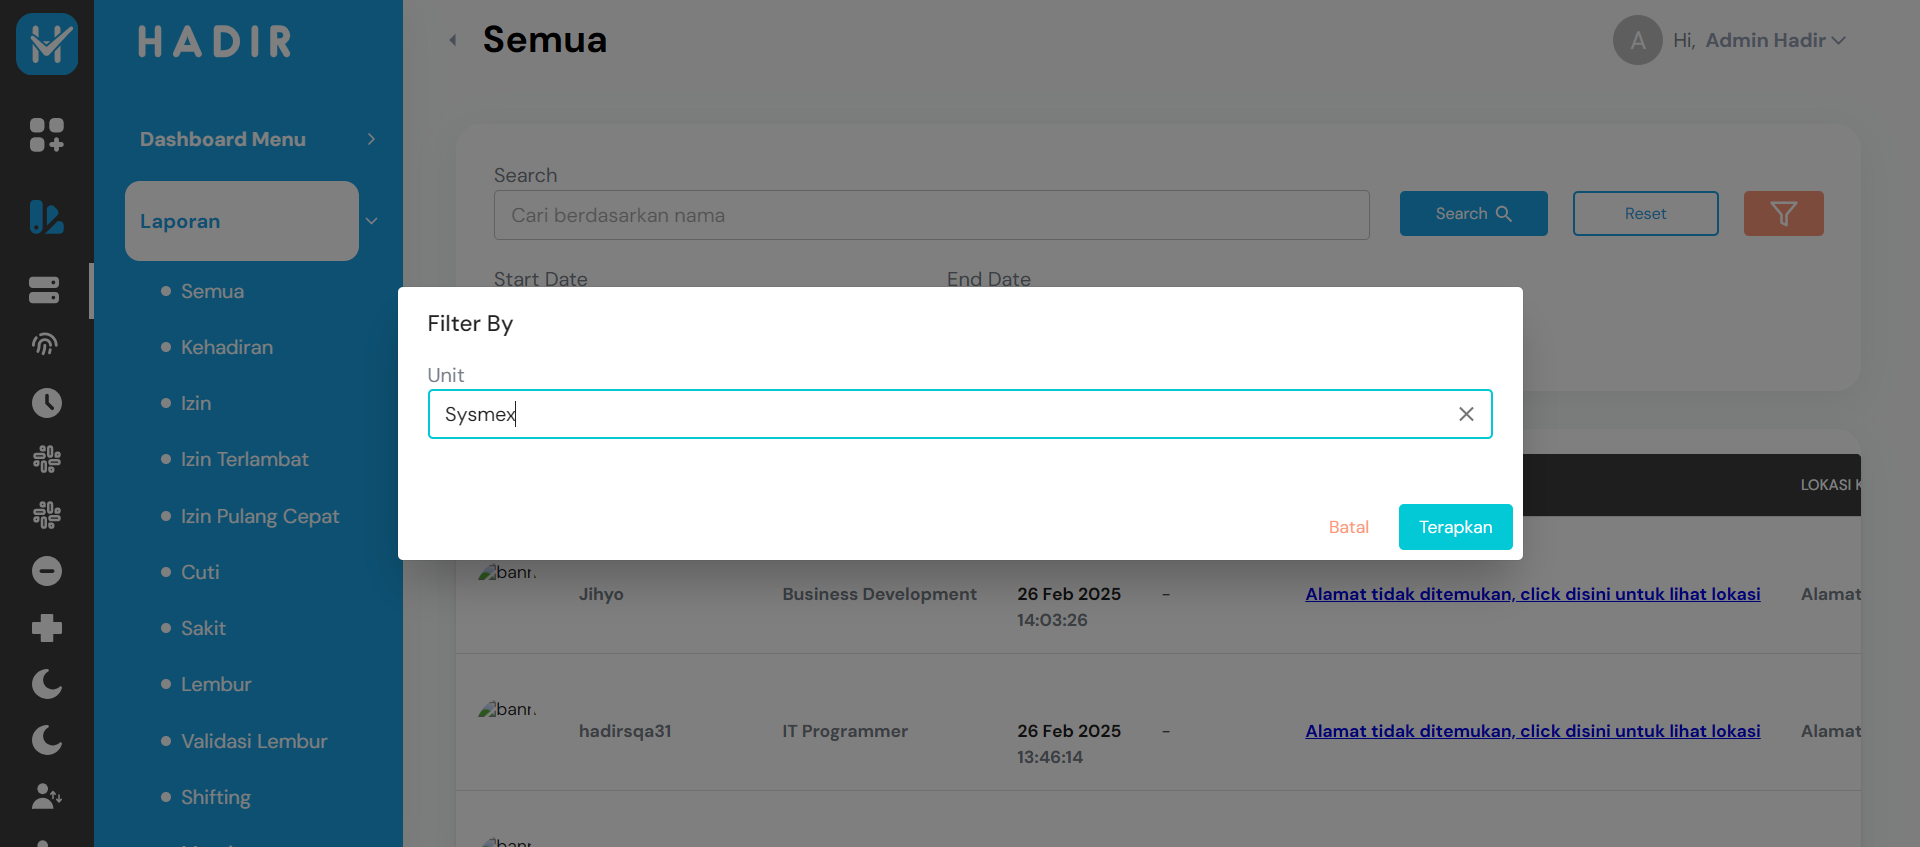 HADIR
Semua
A
Hi, Admin Hadir
Dashboard Menu
Laporan
Semua
Kehadiran
Izin
Izin Terlambat
Izin Pulang Cepat
Cuti
Sakit
Lembur
Validasi Lembur
Shifting
Search
Cari berdasarkan nama
Search
Reset
Start Date
End Date
Filter By
Unit
Sysmex
Batal
Terapkan
LOKASI
Jihyo
Business Development
26 Feb 2025
14:03:26
-
Alamat tidak ditemukan, click disini untuk lihat lokasi
Alamat
hadirsqa31
IT Programmer
26 Feb 2025
13:46:14
-
Alamat tidak ditemukan, click disini untuk lihat lokasi
Alamat